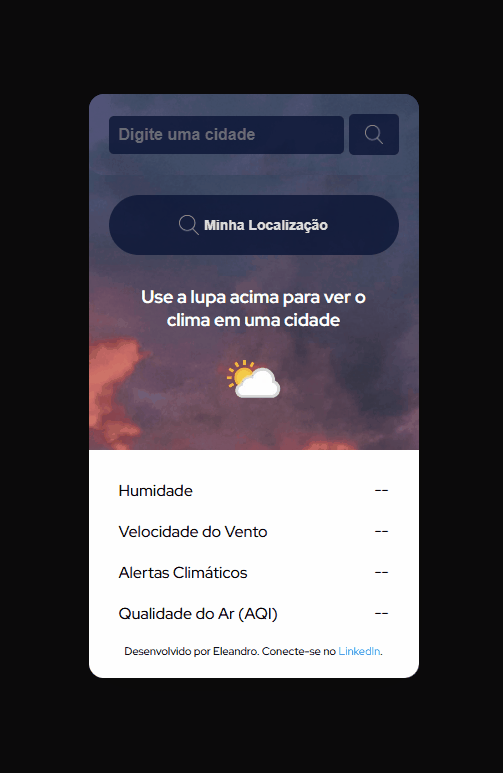 Digite uma cidade
Minha Localização
Use a lupa acima para ver o
clima em uma cidade
Humidade --
Velocidade do Vento --
Alertas Climáticos --
Qualidade do Ar (AQI) --
Desenvolvido por Eleandro. Conecte-se no LinkedIn.